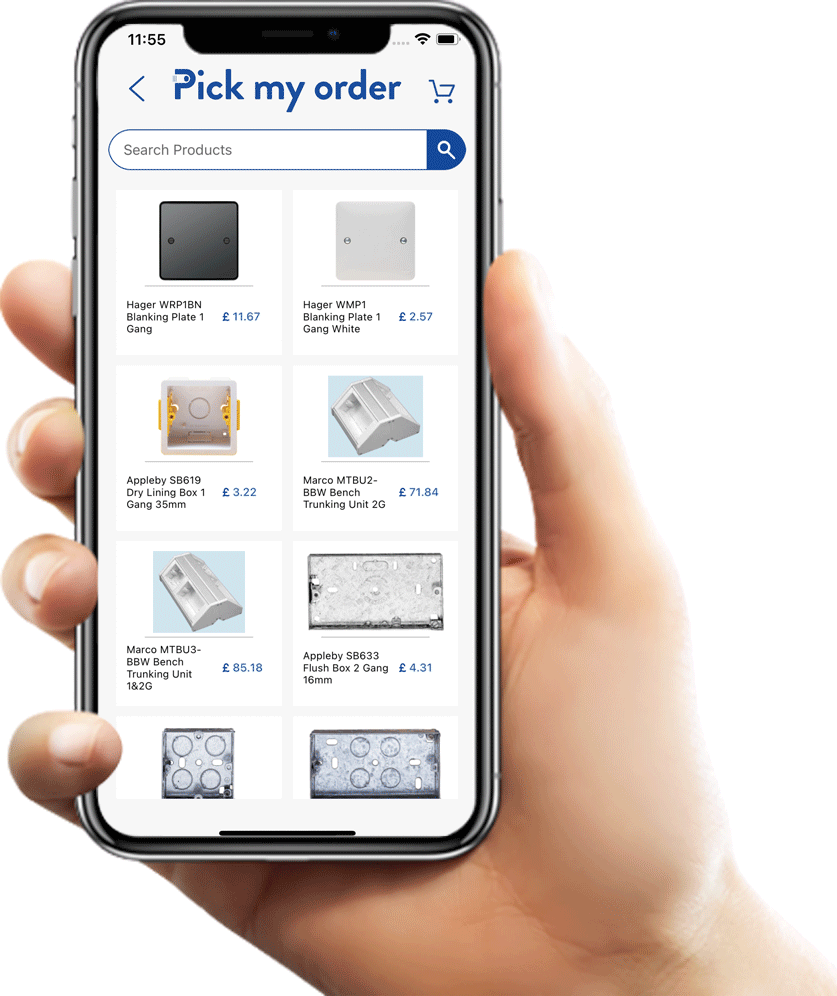 11:55
Pick my order
Search Products
Hager WRP1BN
Blanking Plate 1
Gang
£ 11.67
Hager WMP1
Blanking Plate 1
Gang White
£ 2.57
Appleby SB619
Dry Lining Box 1
Gang 35mm
£ 3.22
Marco MTBU2-
BBW Bench
Trunking Unit 2G
£ 71.84
Marco MTBU3-
BBW Bench
Trunking Unit
1&2G
£ 85.18
Appleby SB633
Flush Box 2 Gang
16mm
£ 4.31